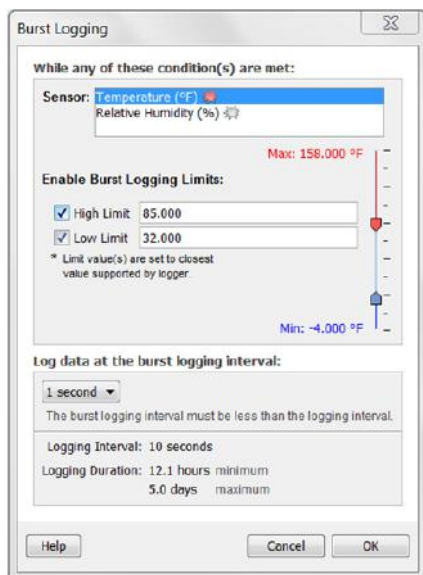 Burst Logging
While any of these condition(s) are met:
Sensor: Temperature (ºF)
Relative Humidity (%)
Max: 158.000 ºF
Enable Burst Logging Limits:
High Limit 85.000
Low Limit 32.000
* Limit value(s) are set to closest
value supported by logger.
Min: -4.000 ºF
Log data at the burst logging interval:
1 second
The burst logging interval must be less than the logging interval.
Logging Interval: 10 seconds
Logging Duration: 12.1 hours minimum
5.0 days maximum
Help Cancel OK